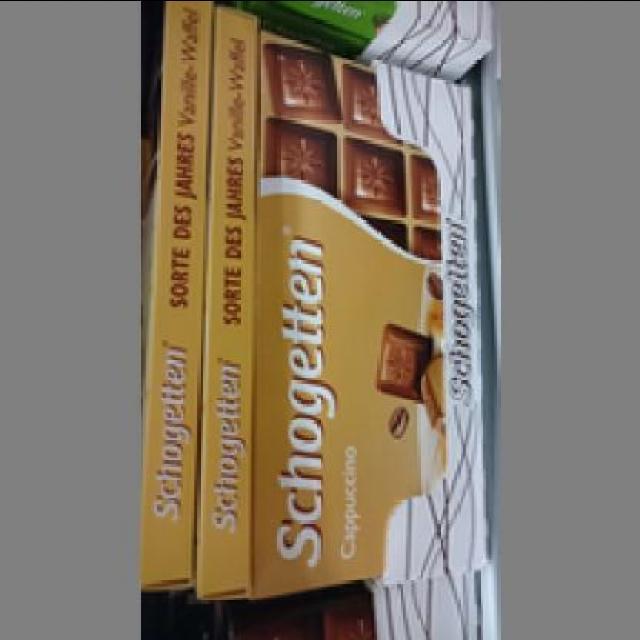 Schogetten SORTE DES JAHRES Vanille-Waffel
Schogetten SORTE DES JAHRES Vanille-Waffel
Schogetten
Cappuccino
Schogetten